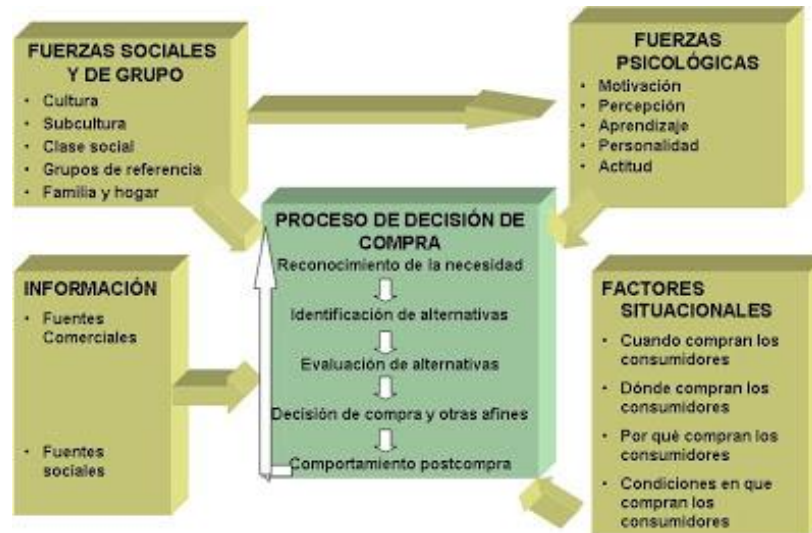 FUERZAS SOCIALES
Y DE GRUPO
• Cultura
• Subcultura
• Clase social
• Grupos de referencia
• Familia y hogar
FUERZAS
PSICOLÓGICAS
• Motivación
• Percepción
• Aprendizaje
• Personalidad
• Actitud
PROCESO DE DECISIÓN DE
COMPRA
Reconocimiento de la necesidad
Identificación de alternativas
Evaluación de alternativas
Decisión de compra y otras afines
Comportamiento postcompra
INFORMACIÓN
• Fuentes
Comerciales
• Fuentes
sociales
FACTORES
SITUACIONALES
• Cuando compran los
consumidores
• Dónde compran los
consumidores
• Por qué compran los
consumidores
• Condiciones en que
compran los
consumidores